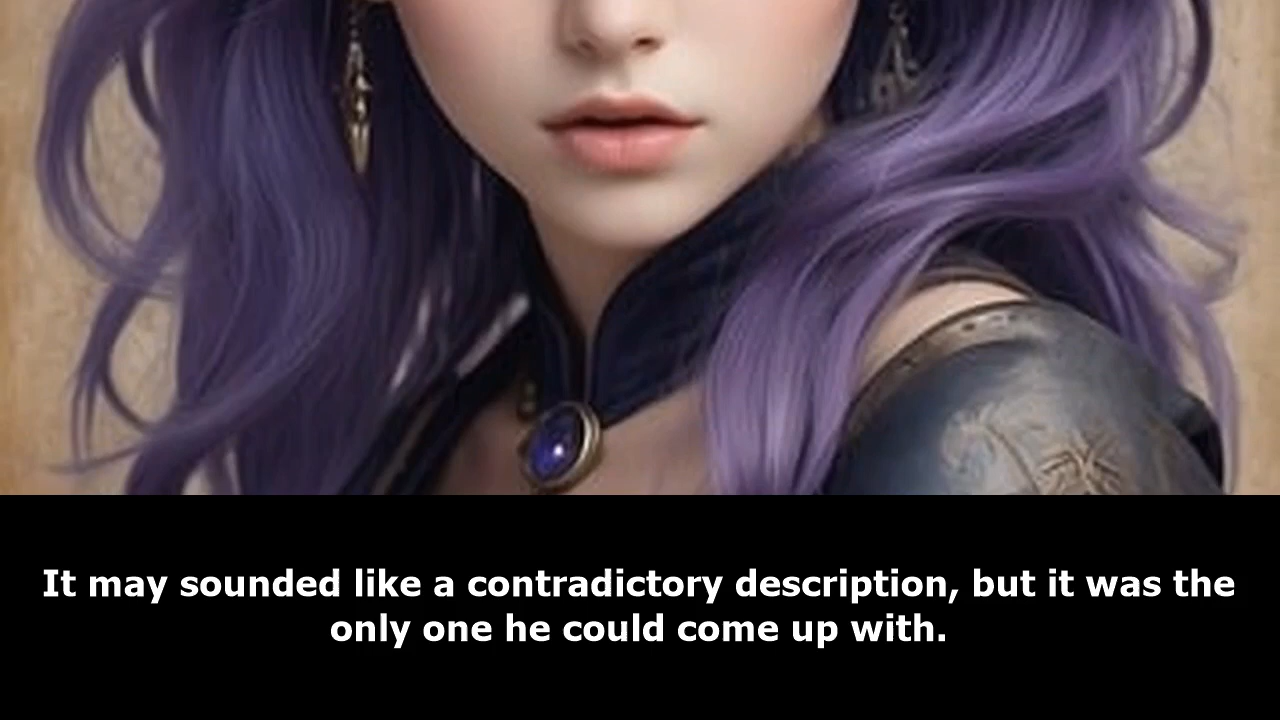 It may sounded like a contradictory description, but it was the
only one he could come up with.